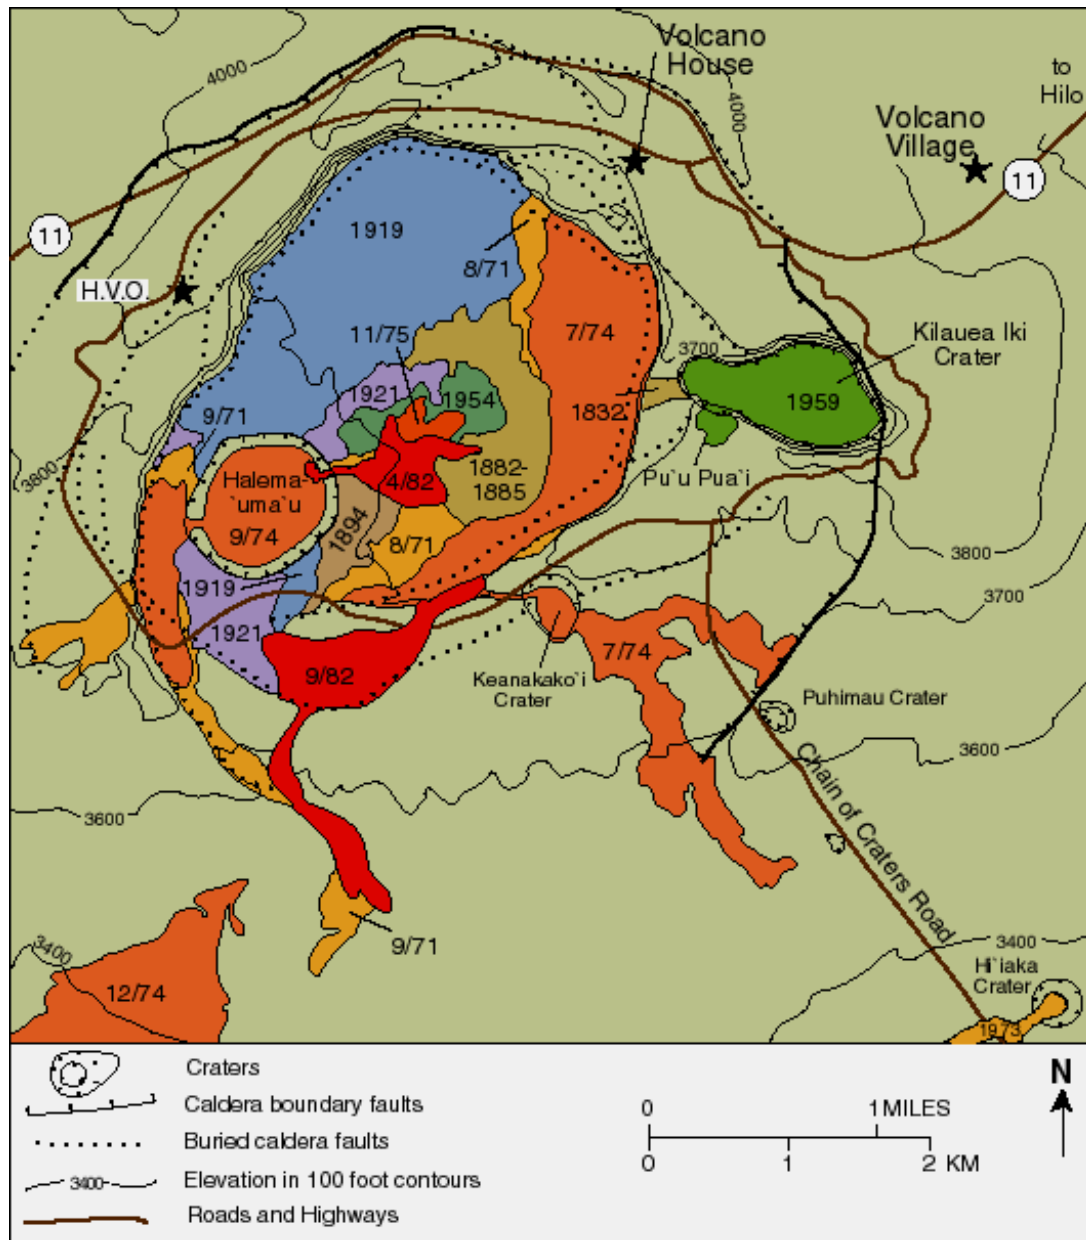 Volcano
House
to
Hilo
4000
4000
Volcano
Village
11
11
1919
8/71
H.V.O.
11/75
7/74
3700
Kilauea Iki
Crater
1921
1954
1832
1959
9/71
3800
Halema-
`uma`u
9/74
4/82
1882-
1885
Pu`u Pua`i
1894
8/71
3800
1919
3700
1921
7/74
9/82
Keanakako`i
Crater
Puhimau Crater
3600
3600
Chain of Craters Road
9/71
3400
3400
Hi`iaka
Crater
12/74
1973
Craters
Caldera boundary faults
Buried caldera faults
3400
Elevation in 100 foot contours
Roads and Highways
0 1 MILES
0 1 2 KM
N